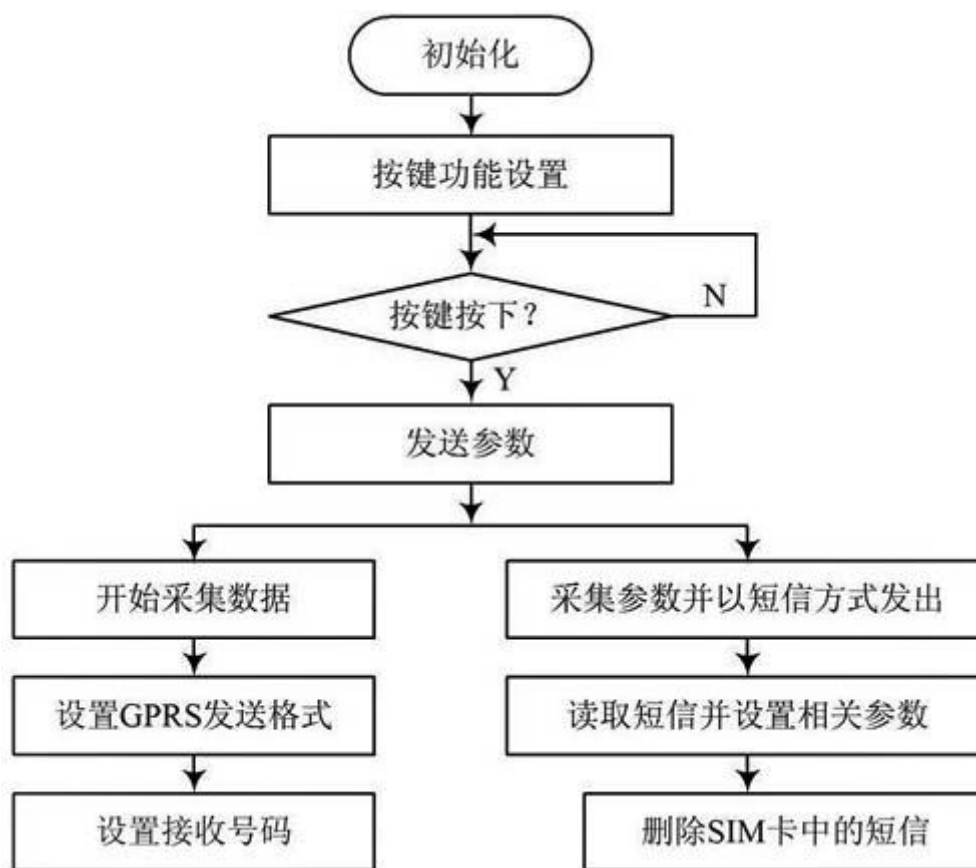 初始化
按键功能设置
按键按下?
N
Y
发送参数
开始采集数据
采集参数并以短信方式发出
设置GPRS发送格式
读取短信并设置相关参数
设置接收号码
删除SIM卡中的短信